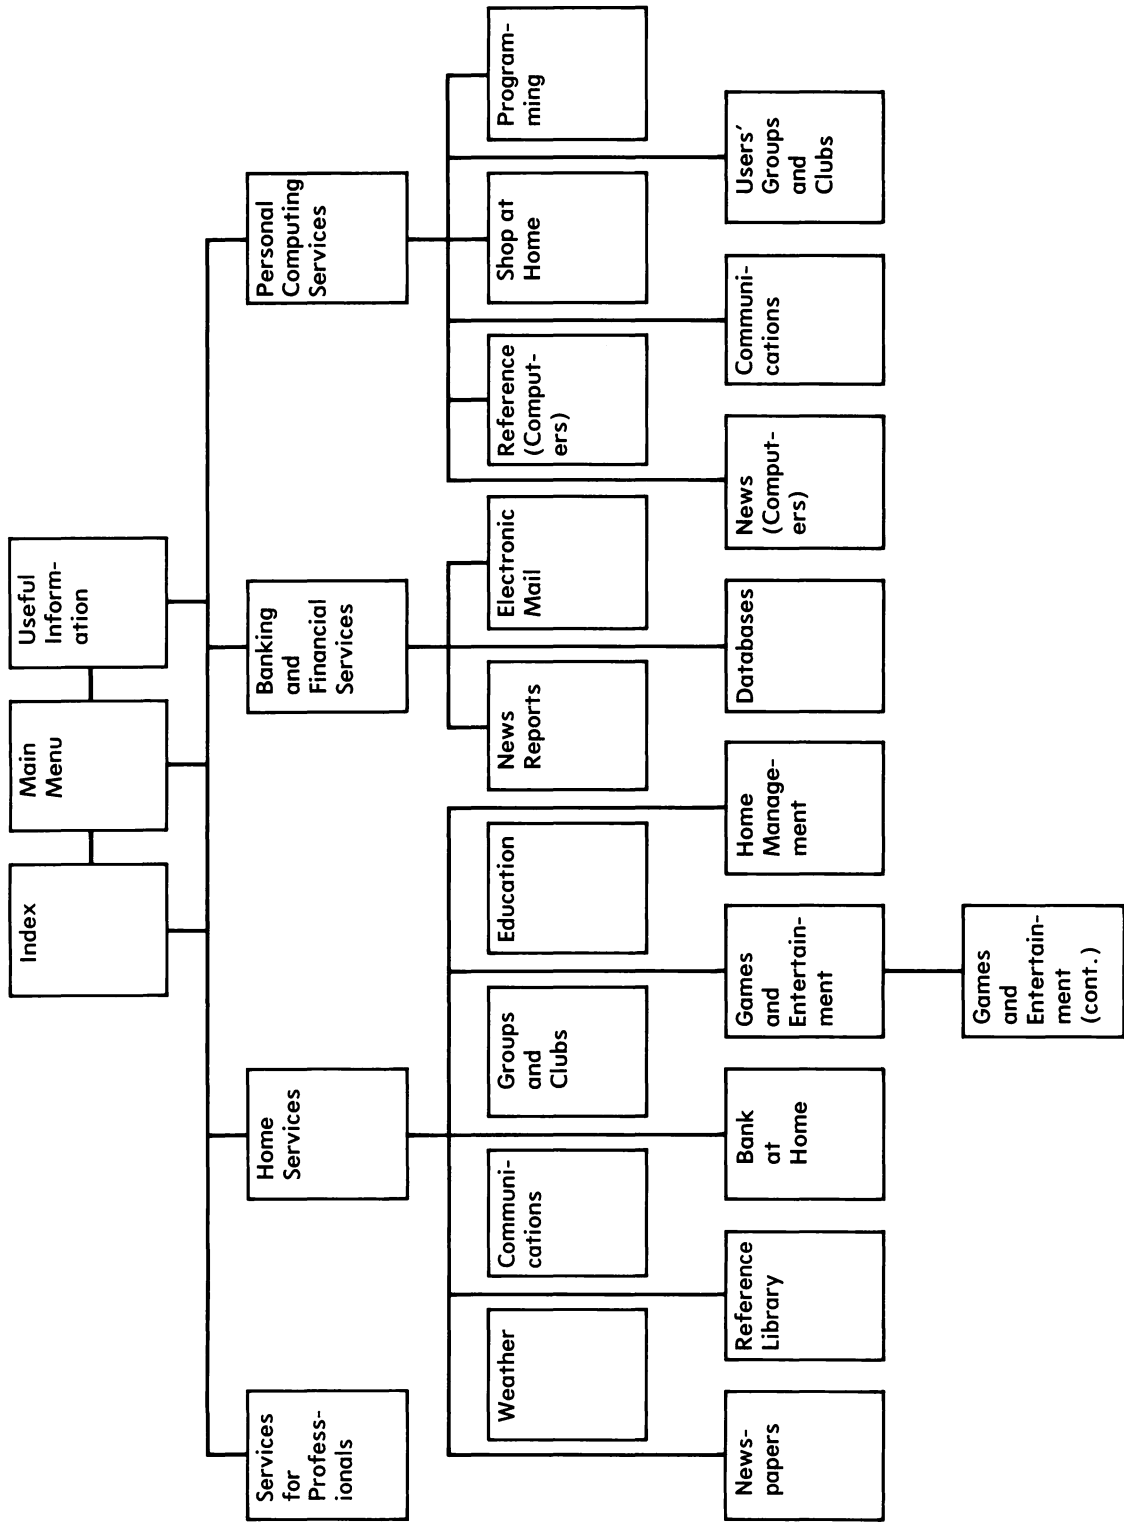 Index
Main
Menu
Useful
Inform-
ation
Services
for
Profess-
ionals
Home
Services
Banking
and
Financial
Services
Personal
Computing
Services
Weather
Communi-
cations
Groups
and
Clubs
Education
News
Reports
Electronic
Mail
Reference
(Comput-
ers)
Shop at
Home
Program-
ming
News-
papers
Reference
Library
Bank
at
Home
Games
and
Entertain-
ment
Home
Manage-
ment
Databases
News
(Comput-
ers)
Communi-
cations
Users'
Groups
and
Clubs
Games
and
Entertain-
ment
(cont.)